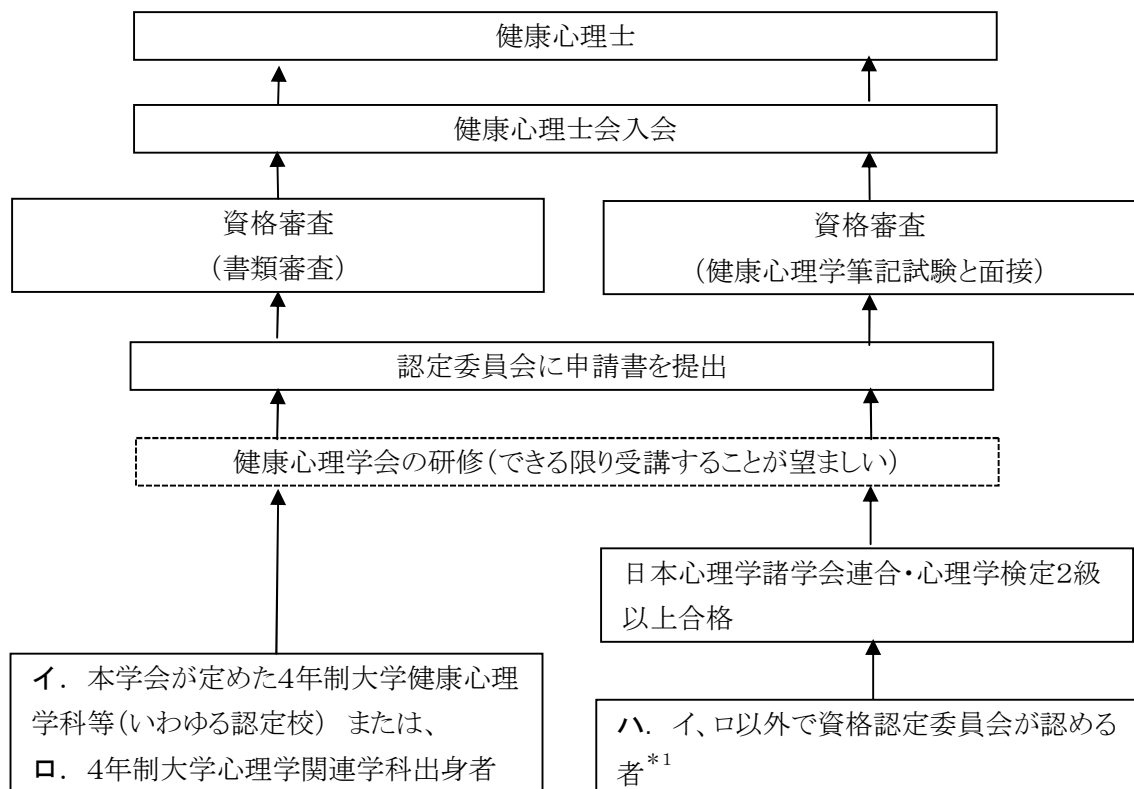 健康心理士
健康心理士会入会
資格審査
（書類審査）
資格審査
（健康心理学筆記試験と面接）
認定委員会に申請書を提出
健康心理学会の研修（できる限り受講することが望ましい）
日本心理学諸学会連合・心理学検定2級
以上合格
イ． 本学会が定めた4年制大学健康心理
学科等（いわゆる認定校） または、
ロ． 4年制大学心理学関連学科出身者
ハ． イ、ロ以外で資格認定委員会が認める
者*1